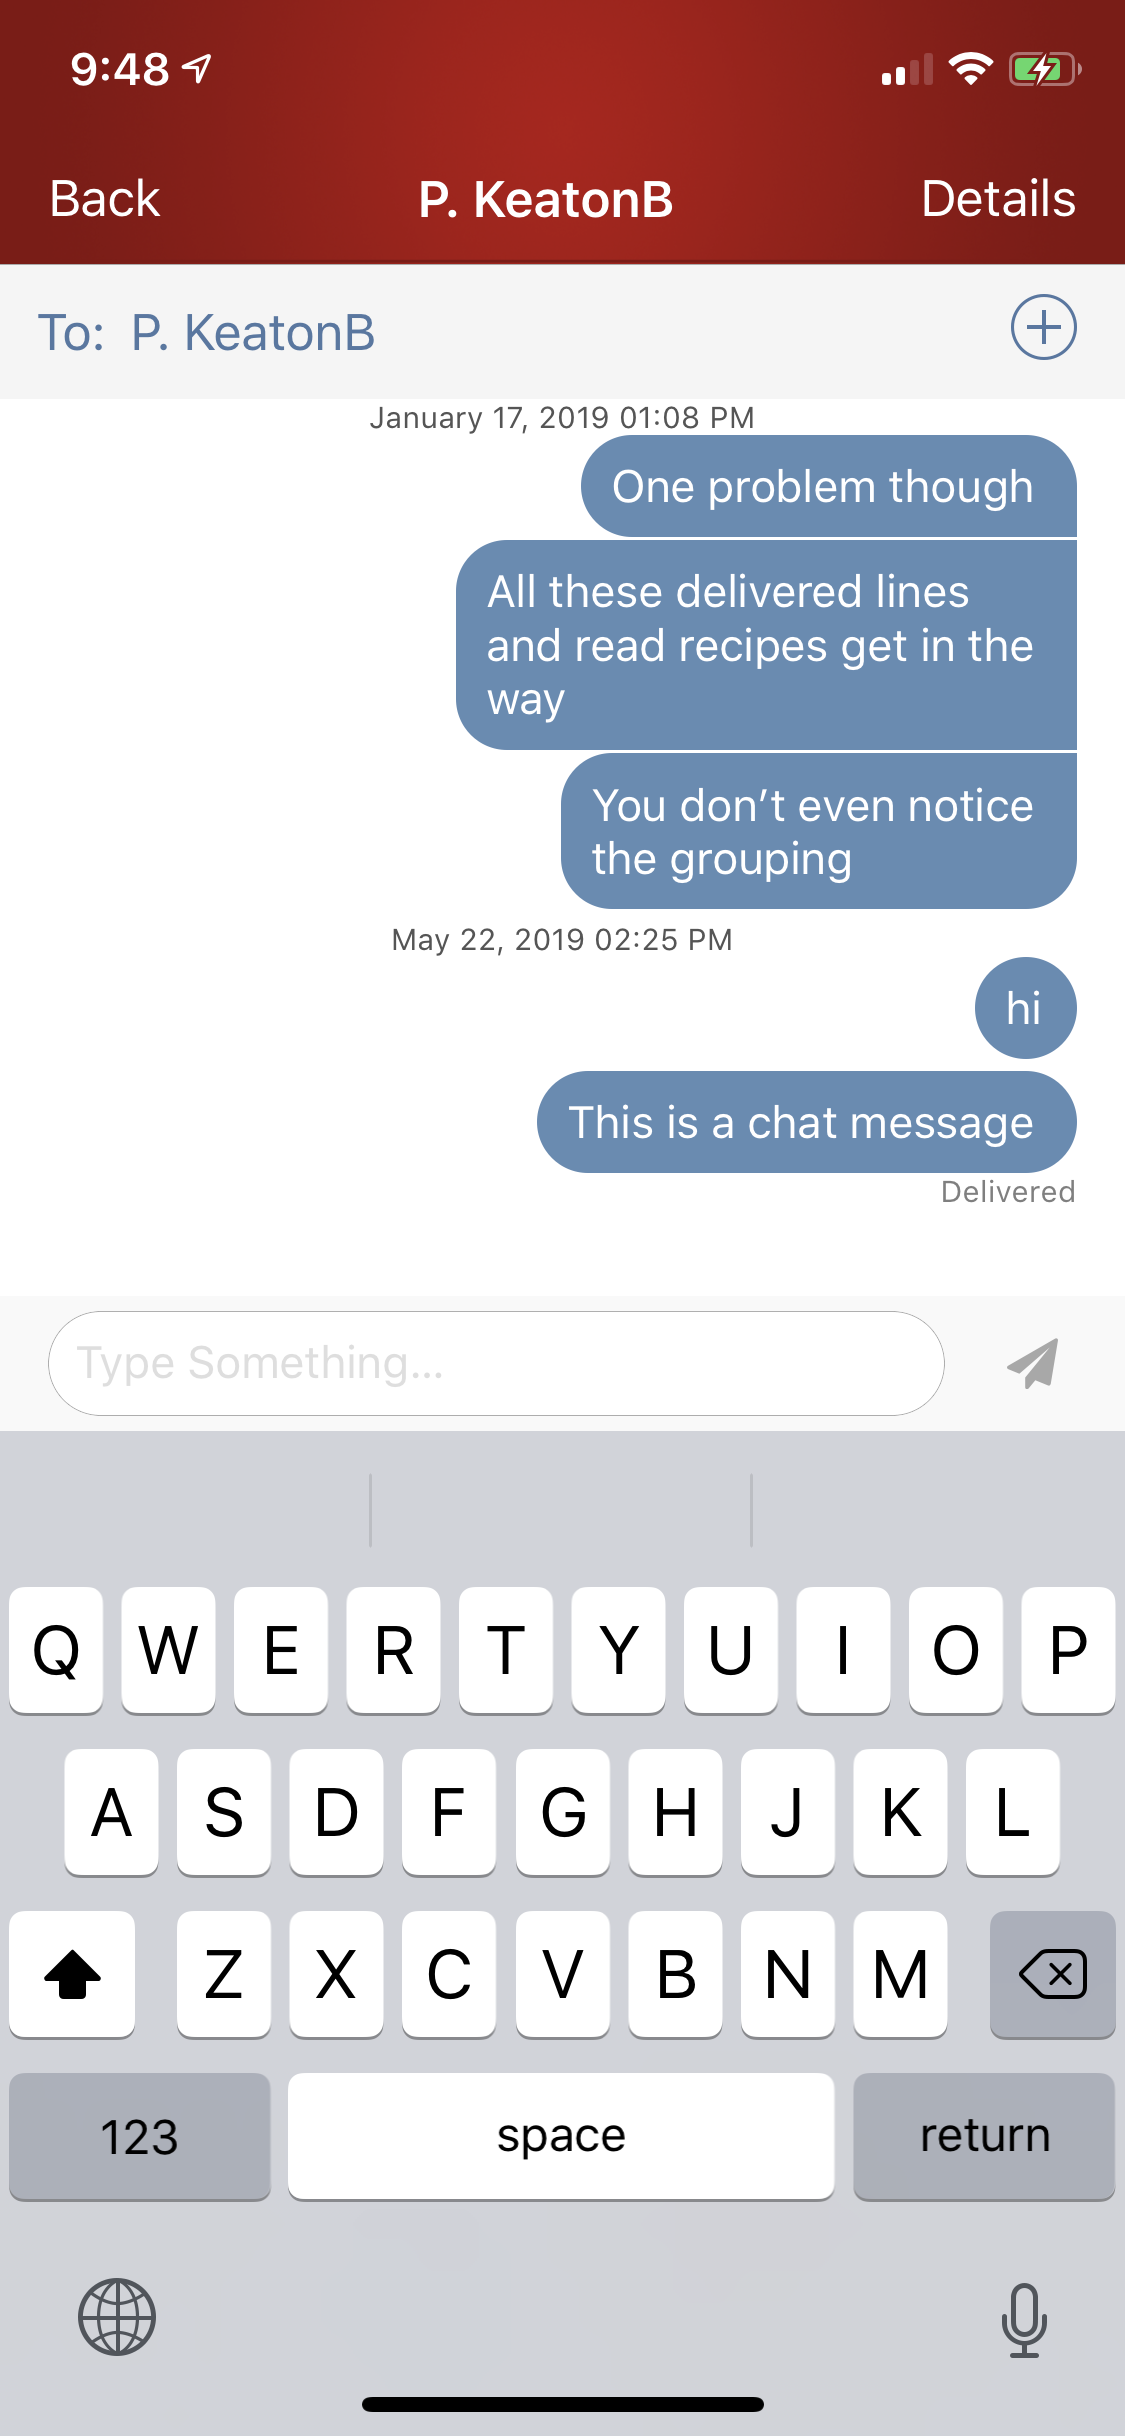 9:48
Back P. KeatonB Details
To: P. KeatonB
January 17, 2019 01:08 PM
One problem though
All these delivered lines
and read recipes get in the
way
You don’t even notice
the grouping
May 22, 2019 02:25 PM
hi
This is a chat message
Delivered
Type Something...
Q W E R T Y U I O P
A S D F G H J K L
Z X C V B N M
123 space return